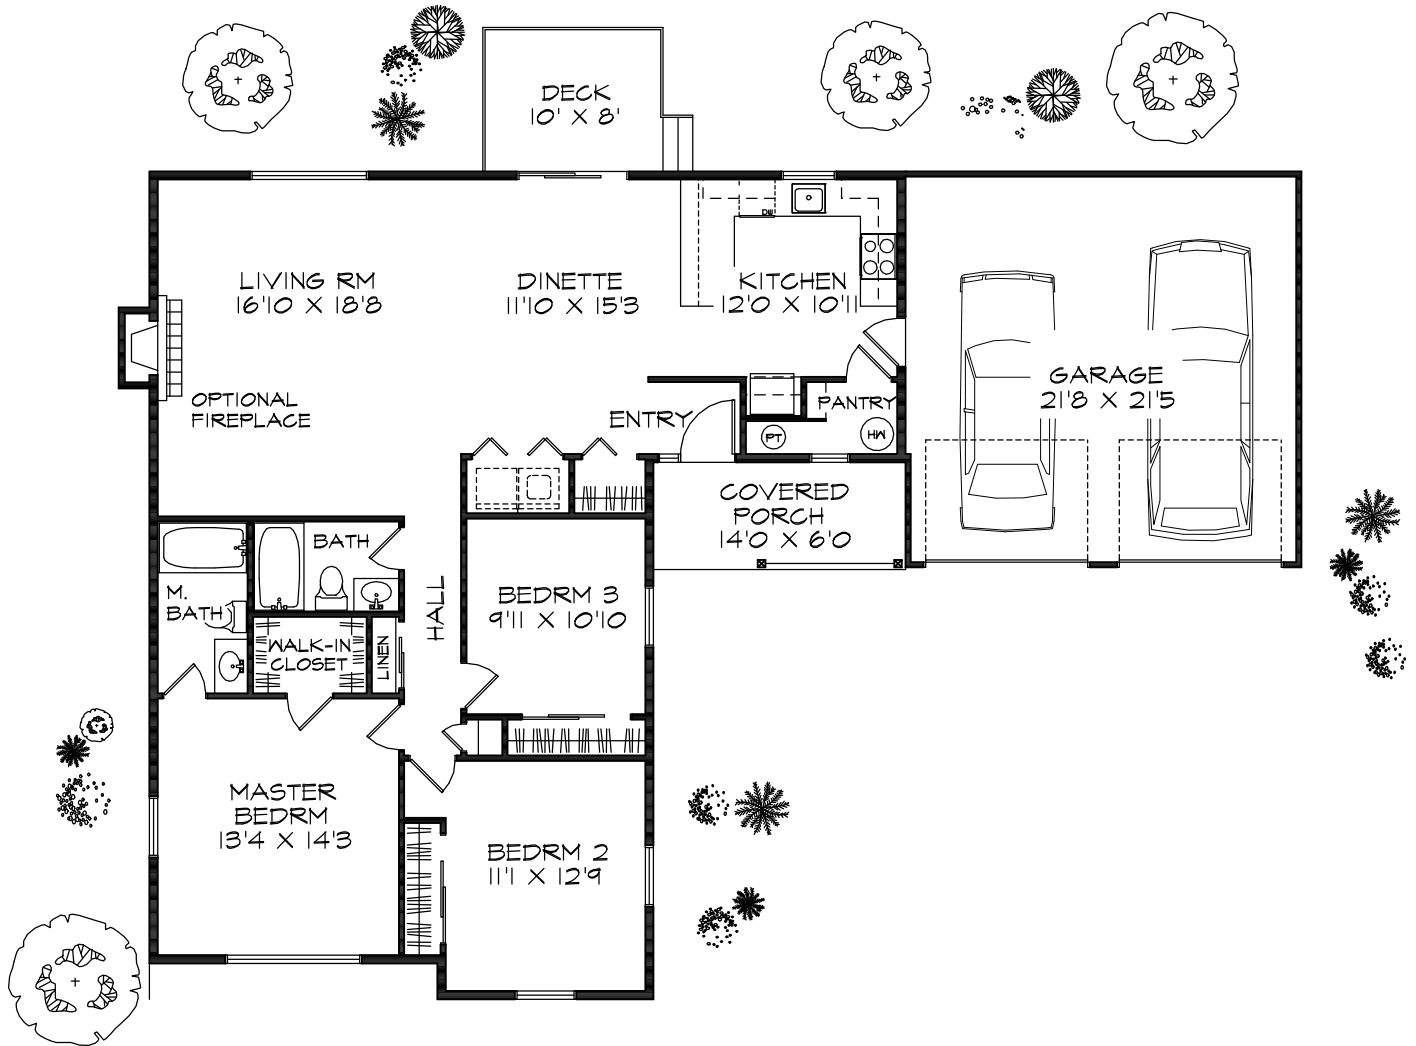 DECK
10' X 8'
LIVING RM
16'10 X 18'8
DINETTE
11'10 X 15'3
DW
KITCHEN
12'0 X 10'11
GARAGE
21'8 X 21'5
OPTIONAL
FIREPLACE
ENTRY
PANTRY
PT
HW
COVERED
PORCH
14'0 X 6'0
BATH
M.
BATH
HALL
BEDRM 3
9'11 X 10'10
WALK-IN
CLOSET
LINEN
MASTER
BEDRM
13'4 X 14'3
BEDRM 2
11'1 X 12'9